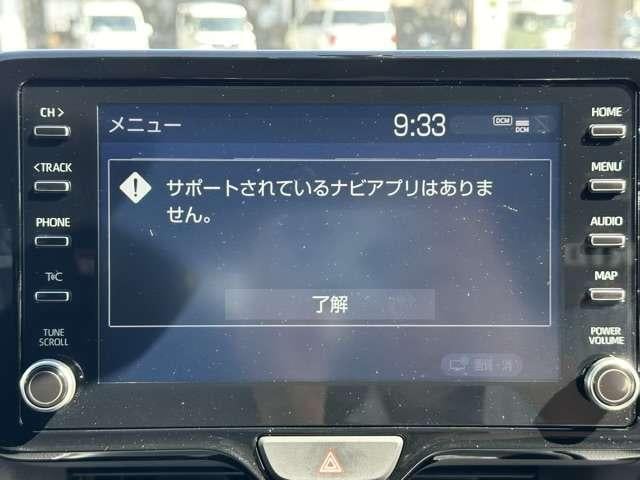 CH >
メニュー
9:33
DCM
DCM
HOME
< TRACK
サポートされているナビアプリはありま
せん。
MENU
PHONE
AUDIO
T@C
了解
MAP
TUNE
SCROLL
画質・消
POWER
VOLUME